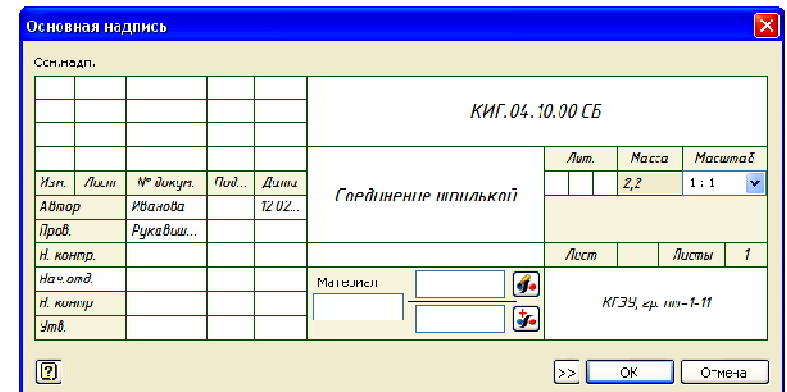 Основная надпись
Осн.надп.
КИГ.04.10.00 СБ
Лит. Масса Масштаб
Изм. Лист № докум. Под... Дата
2,2 1 : 1
Соединение шпилькой
Автор Иванова 12.02...
Пров. Рукавиш...
Н. контр. Лист Листы 1
Нач.отд. Материал
Н. контр
КГЭУ, гр.
Утв.
>> OK Отмена